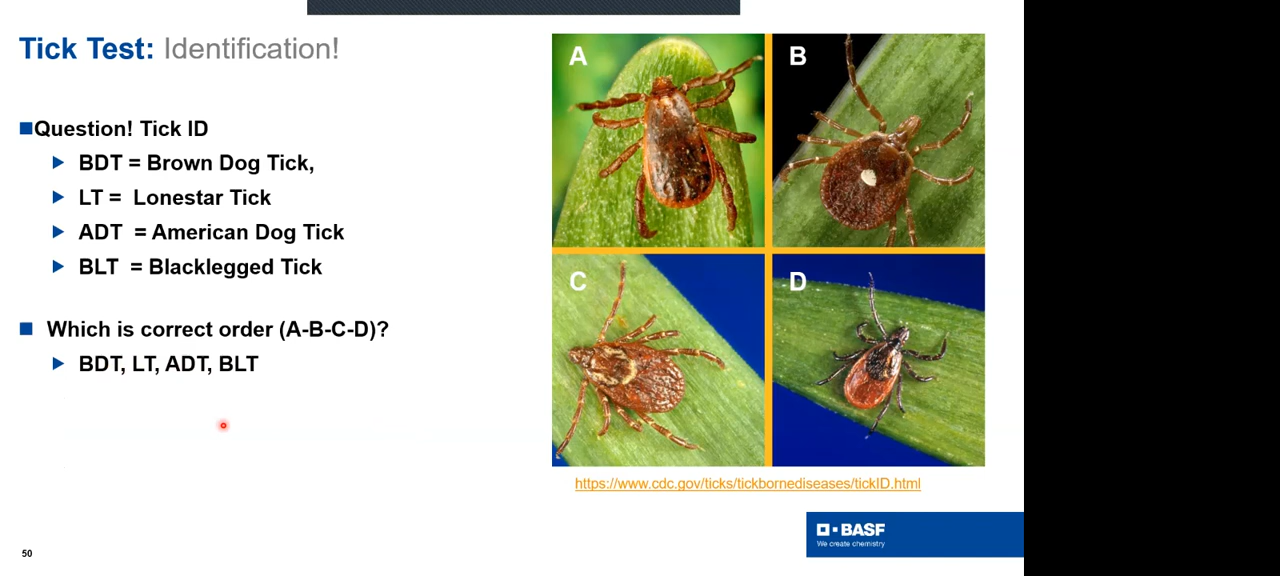 Tick Test: Identification!
Question! Tick ID
BDT = Brown Dog Tick,
LT = Lonestar Tick
ADT = American Dog Tick
BLT = Blacklegged Tick
Which is correct order (A-B-C-D)?
BDT, LT, ADT, BLT
A
B
C
D
https://www.cdc.gov/ticks/tickbornediseases/tickID.html
BASF
We create chemistry
50